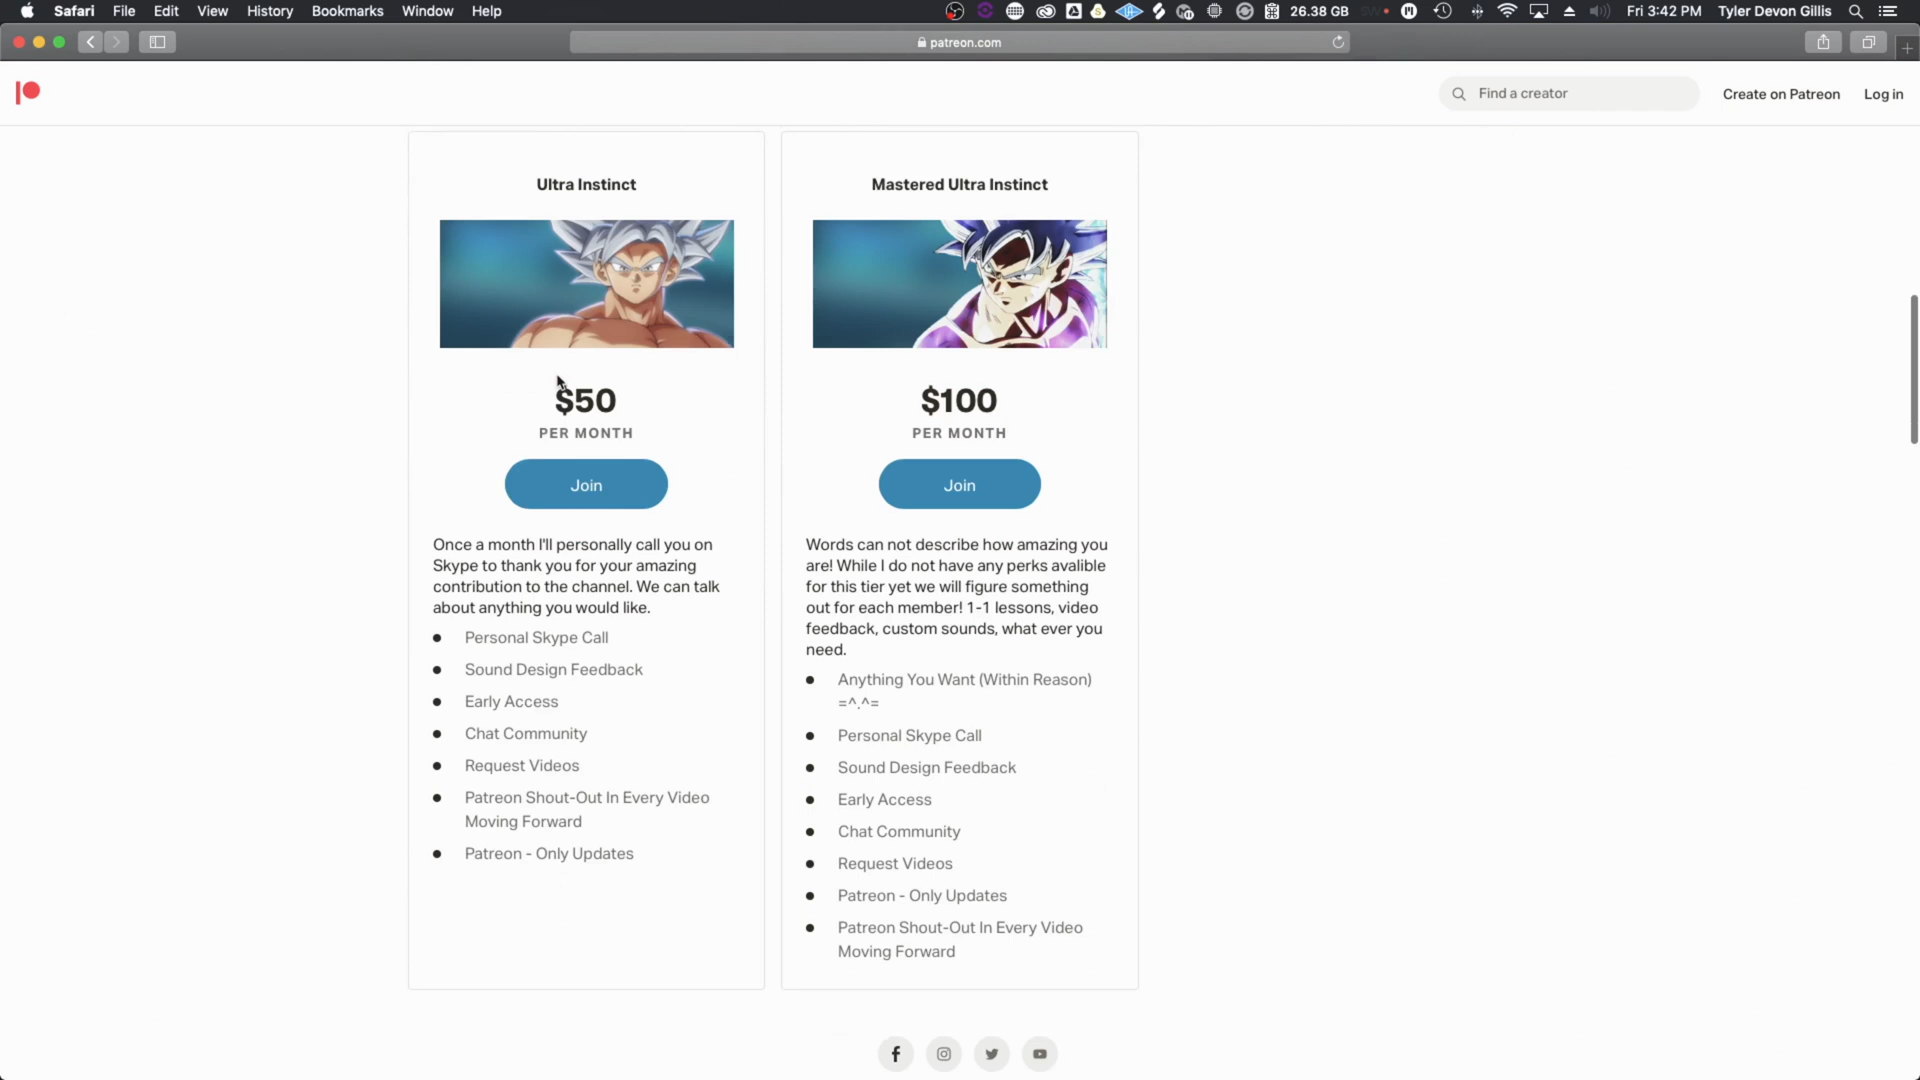 Safari File Edit View History Bookmarks Window Help 26.38 GB Fri 3:42 PM Tyler Devon Gillis
patreon.com
Find a creator Create on Patreon Log in
Ultra Instinct
$50
PER MONTH
Join
Once a month I'll personally call you on
Skype to thank you for your amazing
contribution to the channel. We can talk
about anything you would like.
Personal Skype Call
Sound Design Feedback
Early Access
Chat Community
Request Videos
Patreon Shout-Out In Every Video
Moving Forward
Patreon - Only Updates
Mastered Ultra Instinct
$100
PER MONTH
Join
Words can not describe how amazing you
are! While I do not have any perks avalible
for this tier yet we will figure something
out for each member! 1-1 lessons, video
feedback, custom sounds, what ever you
need.
Anything You Want (Within Reason)
=^.^=
Personal Skype Call
Sound Design Feedback
Early Access
Chat Community
Request Videos
Patreon - Only Updates
Patreon Shout-Out In Every Video
Moving Forward